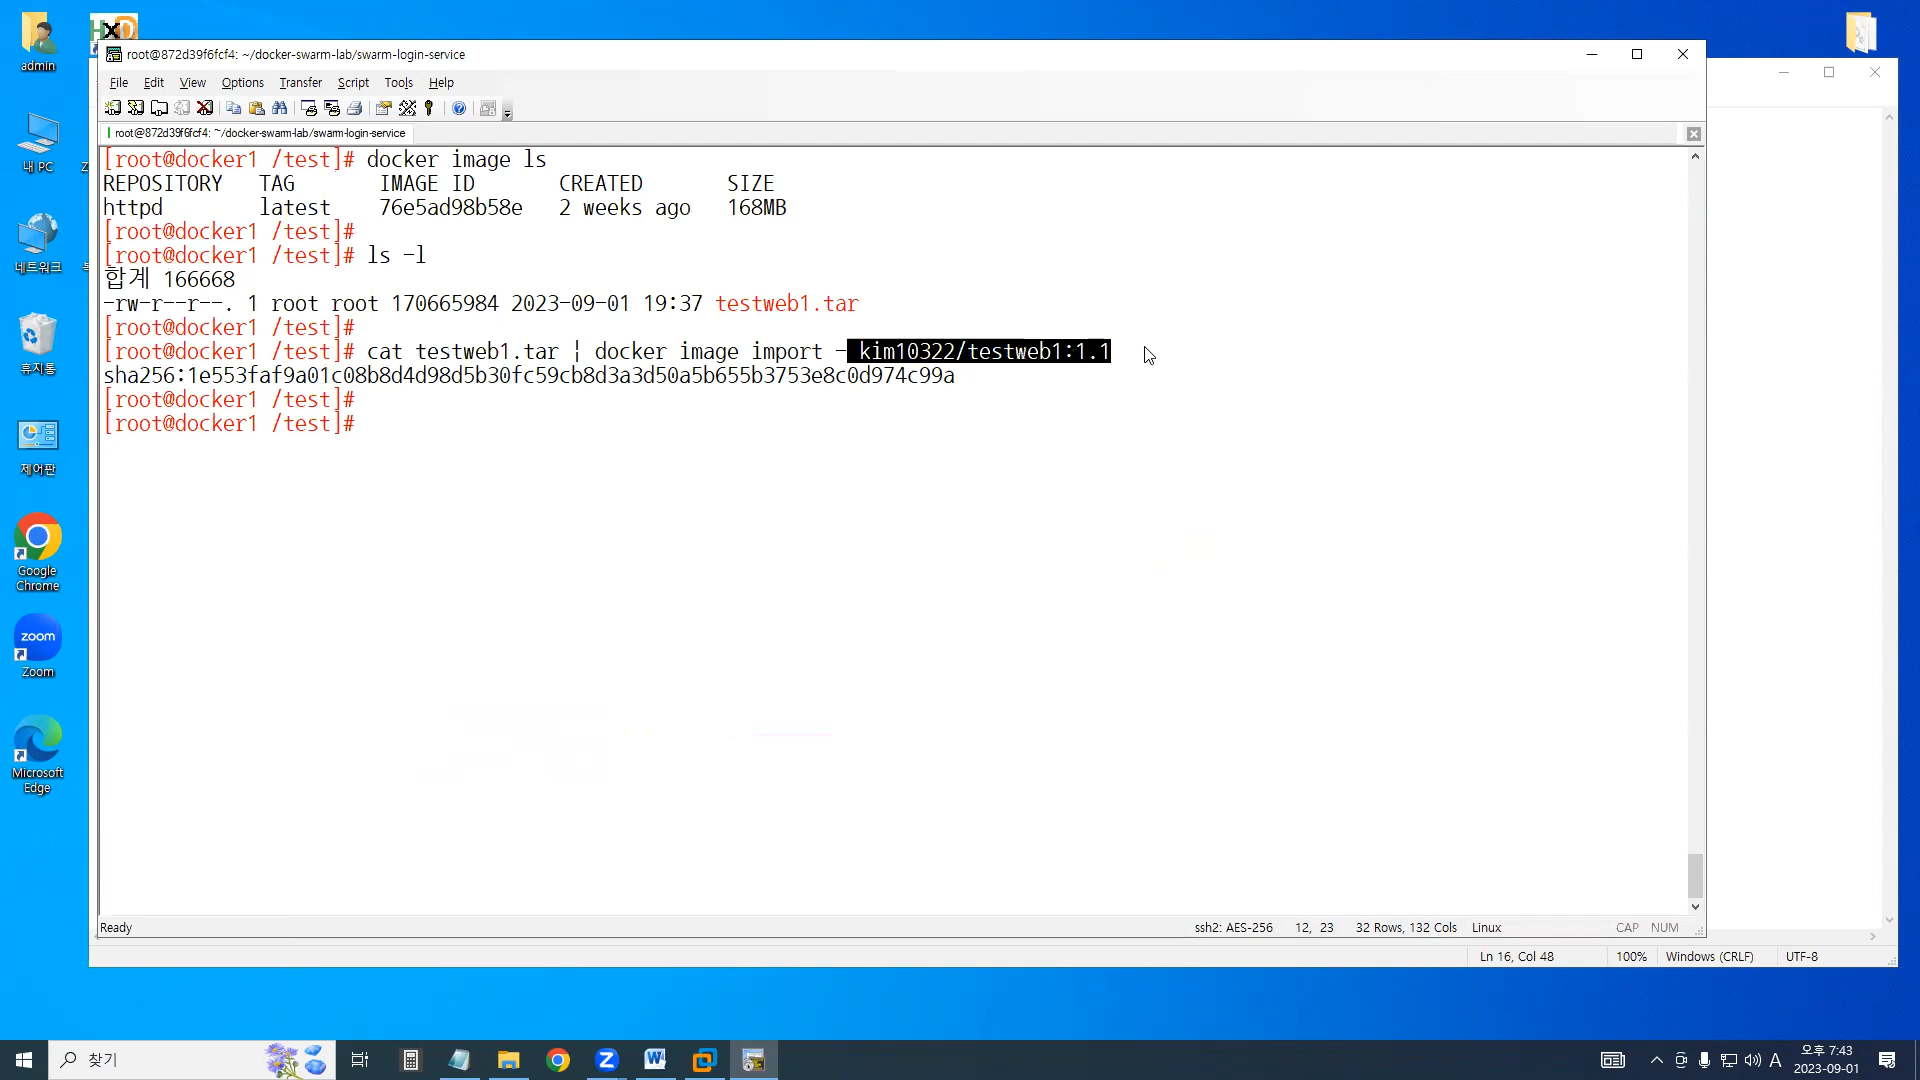 admin
HxD
root@872d39f6fcf4: ~/docker-swarm-lab/swarm-login-service
File Edit View Options Transfer Script Tools Help
root@872d39f6fcf4: ~/docker-swarm-lab/swarm-login-service
[root@docker1 /test]# docker image ls
REPOSITORY TAG IMAGE ID CREATED SIZE
httpd latest 76e5ad98b58e 2 weeks ago 168MB
[root@docker1 /test]#
[root@docker1 /test]# ls -l
합계 166668
-rw-r--r--. 1 root root 170665984 2023-09-01 19:37 testweb1.tar
[root@docker1 /test]#
[root@docker1 /test]# cat testweb1.tar | docker image import - kim10322/testweb1:1.1
sha256:1e553faf9a01c08b8d4d98d5b30fc59cb8d3a3d50a5b655b3753e8c0d974c99a
[root@docker1 /test]#
[root@docker1 /test]#
내 PC
네트워크
휴지통
제어판
Google
Chrome
zoom
Zoom
Microsoft
Edge
Ready
ssh2: AES-256 12, 23 32 Rows, 132 Cols Linux CAP NUM
Ln 16, Col 48 100% Windows (CRLF) UTF-8
찾기
A
오후 7:43
2023-09-01